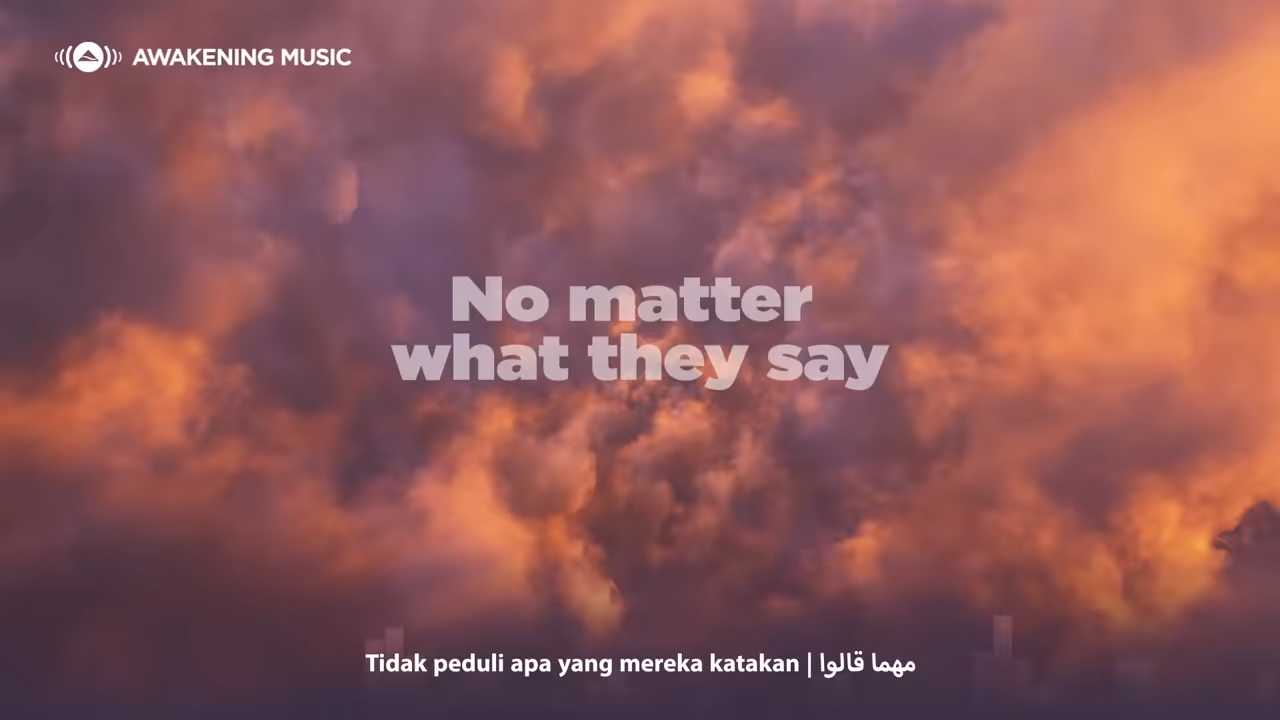 AWAKENING MUSIC
No matter
what they say
Tidak peduli apa yang mereka katakan | مهما قالوا